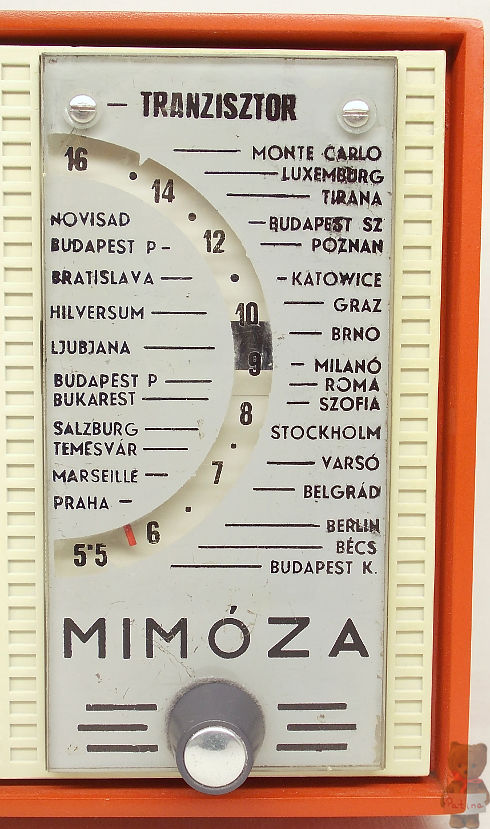 TRANZISZTOR
MONTE CARLO
LUXEMBURG
TIRANA
BUDAPEST SZ
POZNAN
KATOWICE
GRAZ
BRNO
MILANÓ
ROMA
SZOFIA
STOCKHOLM
VARSÓ
BELGRÁD
BERLIN
BÉCS
BUDAPEST K.
16
14
12
10
9
8
7
6
5·5
NOVISAD
BUDAPEST P
BRATISLAVA
HILVERSUM
LJUBJANA
BUDAPEST P
BUKAREST
SALZBURG
TEMESVÁR
MARSEILLE
PRAHA
MIMÓZA
Patina